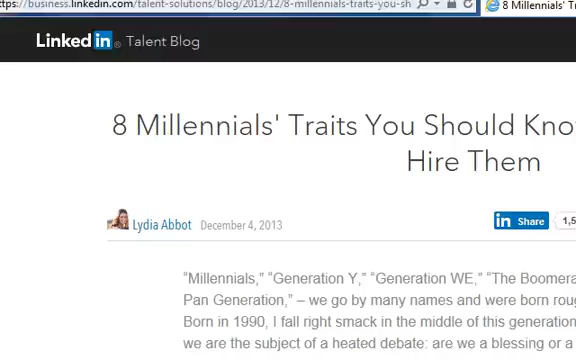 https://business.linkedin.com/talent-solutions/blog/2013/12/8-millennials-traits-you-sh
8 Millennials' T
Linked in Talent Blog
8 Millennials' Traits You Should Kno
Hire Them
Lydia Abbot December 4, 2013
in Share 1,5
“Millennials,” “Generation Y,” “Generation WE,” “The Boomera
Pan Generation,” – we go by many names and were born roug
Born in 1990, I fall right smack in the middle of this generation
we are the subject of a heated debate: are we a blessing or a